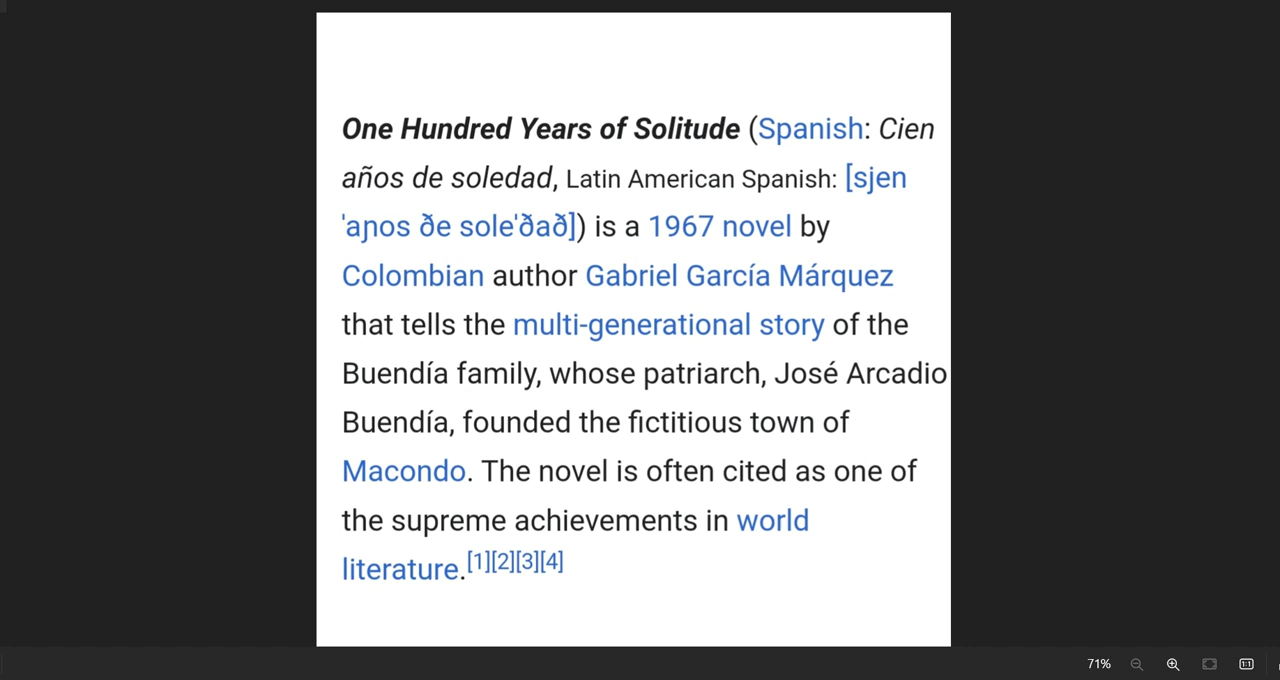 One Hundred Years of Solitude (Spanish: Cien
años de soledad, Latin American Spanish: [sjen
ˈaɲos ðe soleˈðað]) is a 1967 novel by
Colombian author Gabriel García Márquez
that tells the multi-generational story of the
Buendía family, whose patriarch, José Arcadio
Buendía, founded the fictitious town of
Macondo. The novel is often cited as one of
the supreme achievements in world
literature.[1][2][3][4]
71%
1:1